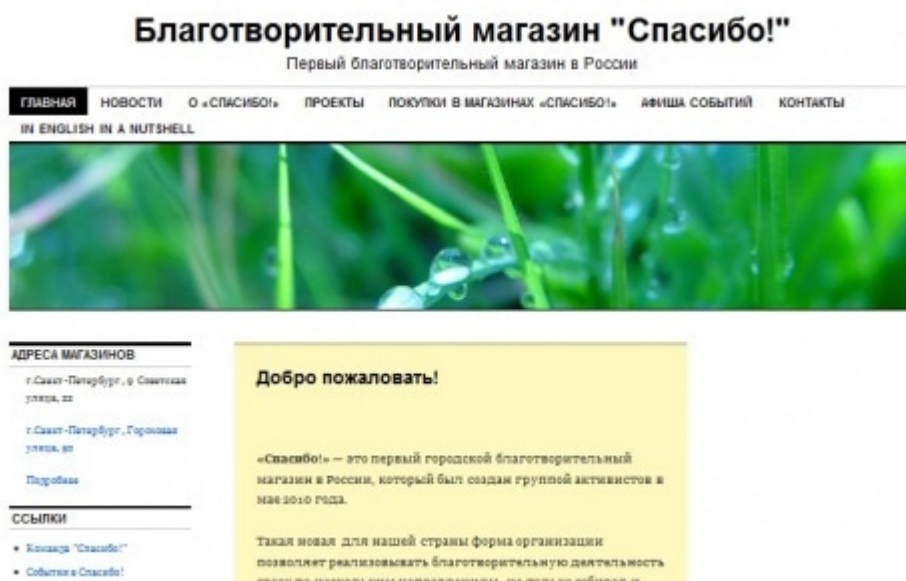 Благотворительный магазин "Спасибо!"
Первый благотворительный магазин в России
ГЛАВНАЯ НОВОСТИ О «СПАСИБО!» ПРОЕКТЫ ПОКУПКИ В МАГАЗИНАХ «СПАСИБО!» АФИША СОБЫТИЙ КОНТАКТЫ
IN ENGLISH IN A NUTSHELL
АДРЕСА МАГАЗИНОВ
г.Санкт-Петербург, 9 Советская
улица, 22
г.Санкт-Петербург, Гороховая
улица, 50
Подробнее
ССЫЛКИ
Команда "Спасибо!"
События в Спасибо!
Добро пожаловать!
«Спасибо!» — это первый городской благотворительный
магазин в России, который был создан группой активистов в
мае 2010 года.
Такая новая для нашей страны форма организации
позволяет реализовывать благотворительную деятельность